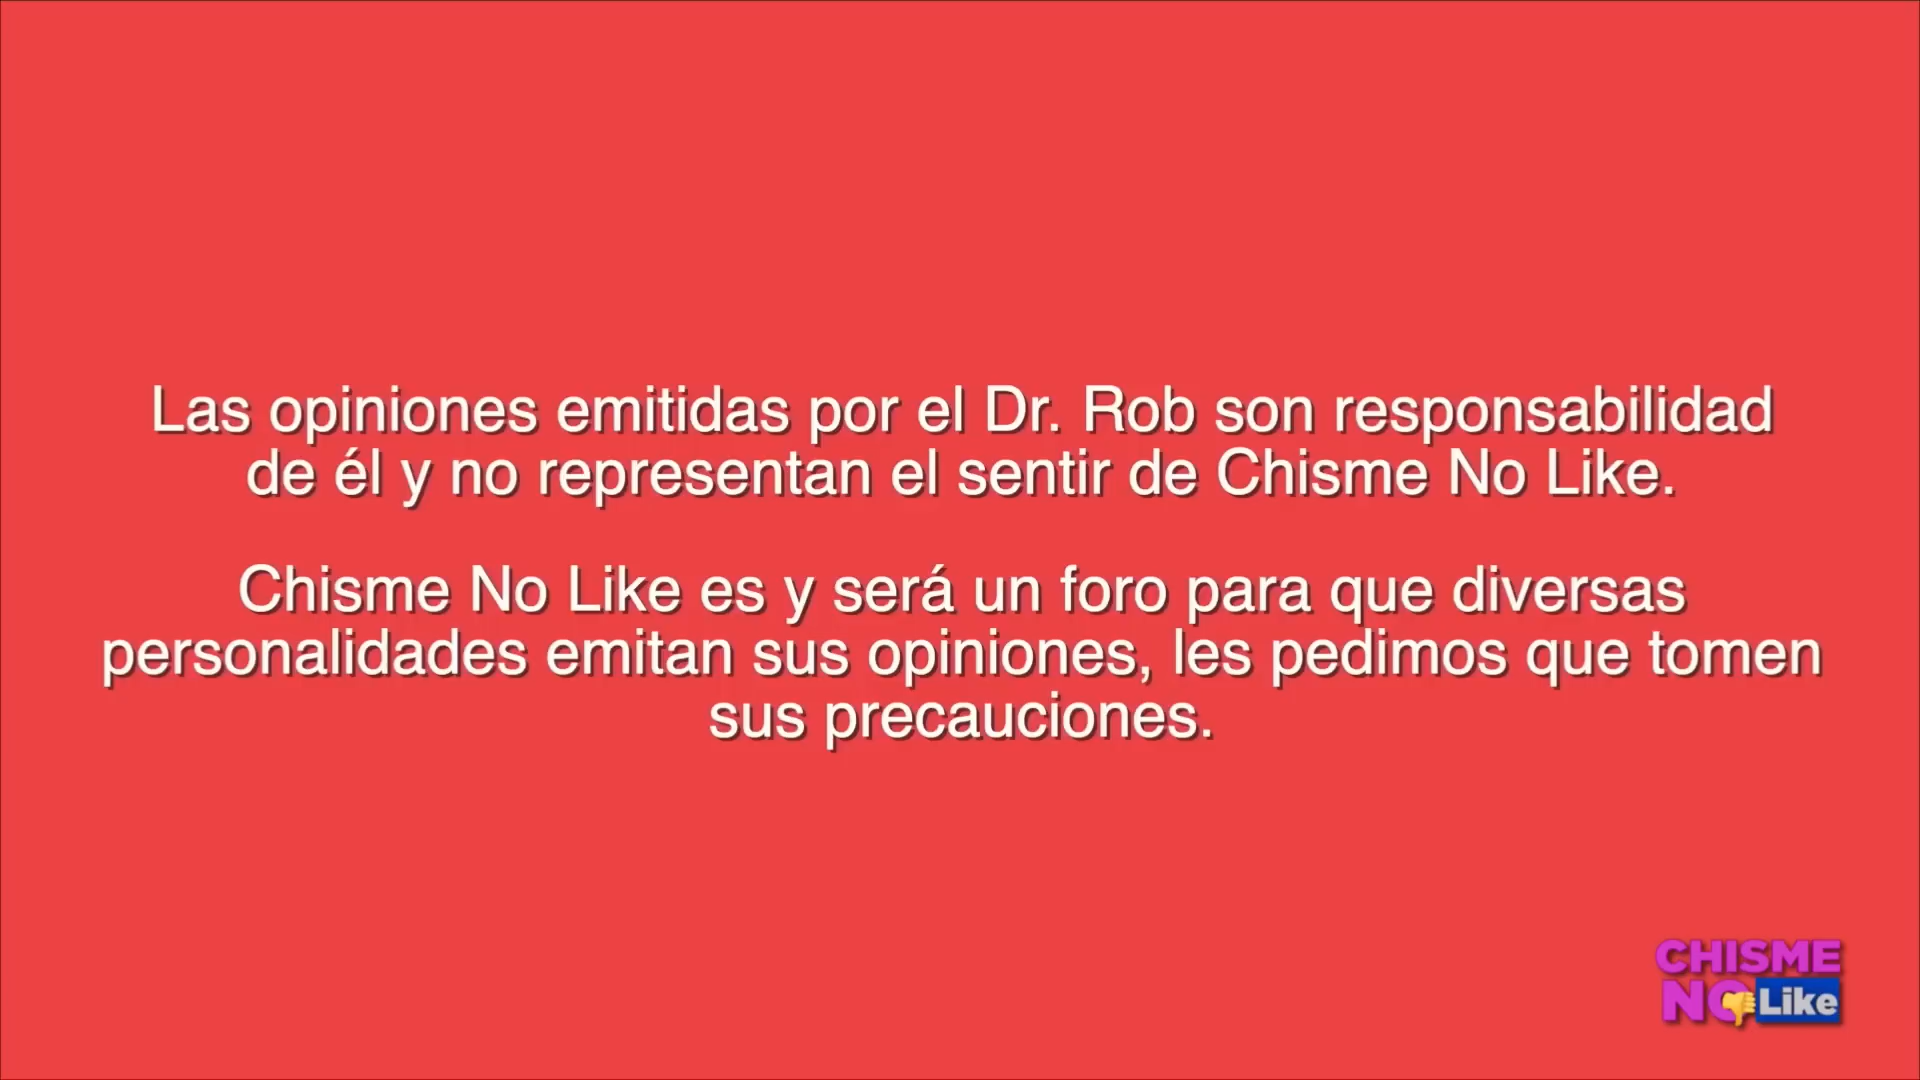 Las opiniones emitidas por el Dr. Rob son responsabilidad
de él y no representan el sentir de Chisme No Like.
Chisme No Like es y será un foro para que diversas
personalidades emitan sus opiniones, les pedimos que tomen
sus precauciones.
CHISME
NO Like